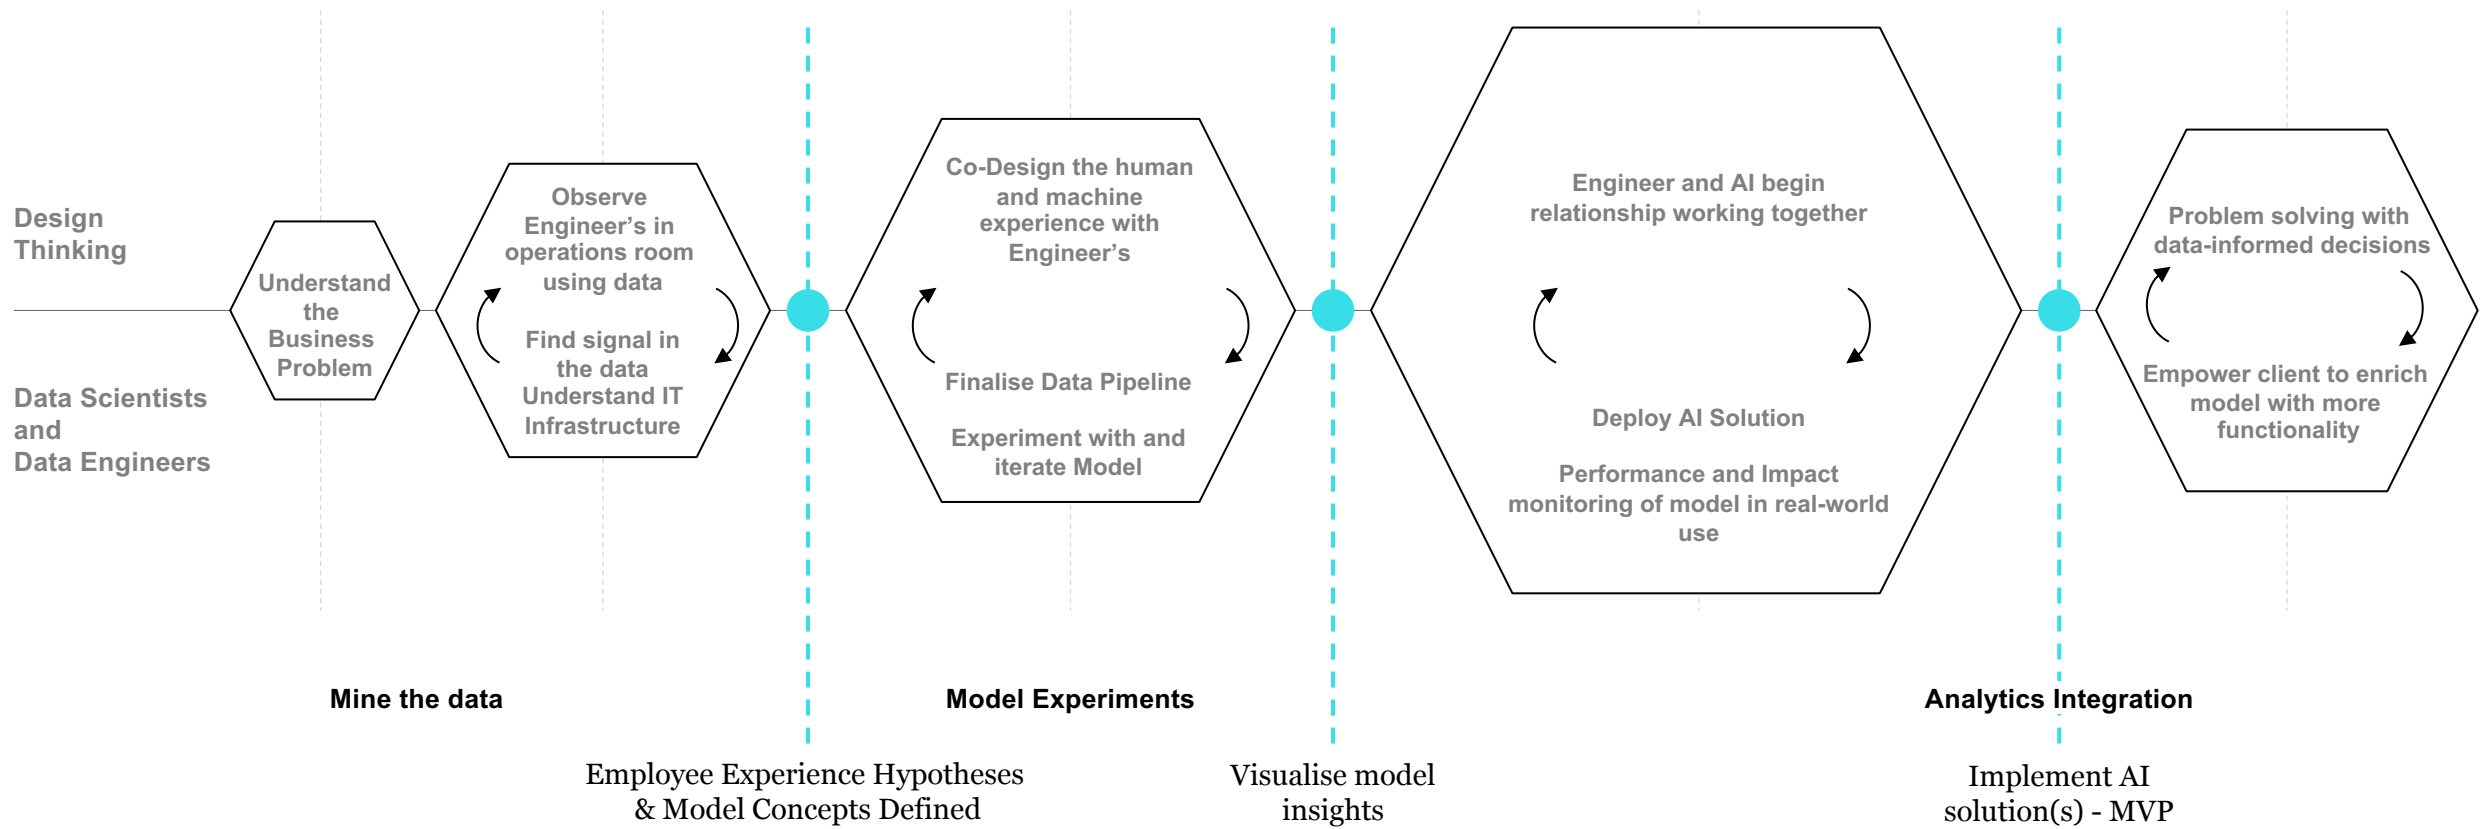 Design
Thinking
Data Scientists
and
Data Engineers
Understand
the
Business
Problem
Observe
Engineer’s in
operations room
using data
Find signal in
the data
Understand IT
Infrastructure
Co-Design the human
and machine
experience with
Engineer’s
Finalise Data Pipeline
Experiment with and
iterate Model
Engineer and AI begin
relationship working together
Deploy AI Solution
Performance and Impact
monitoring of model in real-world
use
Problem solving with
data-informed decisions
Empower client to enrich
model with more
functionality
Mine the data
Model Experiments
Analytics Integration
Employee Experience Hypotheses
& Model Concepts Defined
Visualise model
insights
Implement AI
solution(s) - MVP